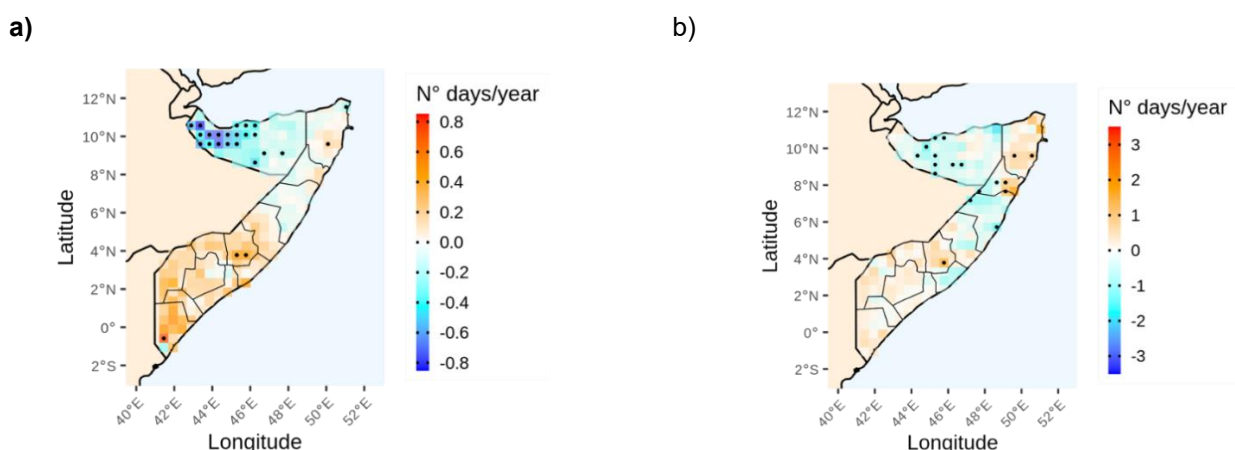 a)
N° days/year
0.8
0.6
0.4
0.2
0.0
-0.2
-0.4
-0.6
-0.8
12°N
10°N
8°N
6°N
4°N
2°N
0°
2°S
Latitude
40°E
42°E
44°E
46°E
48°E
50°E
52°E
Longitude
b)
N° days/year
3
2
1
0
-1
-2
-3
12°N
10°N
8°N
6°N
4°N
2°N
0°
2°S
Latitude
40°E
42°E
44°E
46°E
48°E
50°E
52°E
Longitude